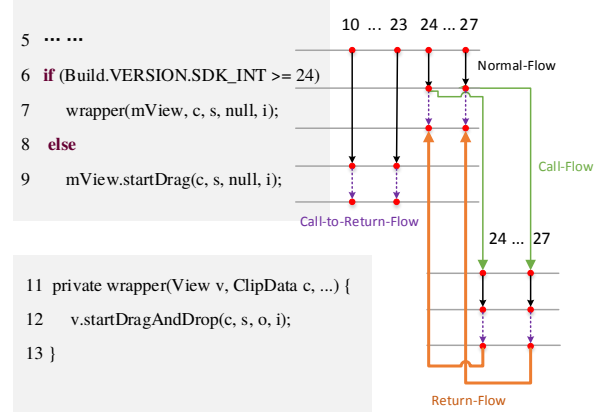 10 ... 23 24 ... 27
5 ... ...
Normal-Flow
6 if (Build.VERSION.SDK_INT >= 24)
7 wrapper(mView, c, s, null, i);
8 else
Call-Flow
9 mView.startDrag(c, s, null, i);
Call-to-Return-Flow
24 ... 27
11 private wrapper(View v, ClipData c, ...) {
12 v.startDragAndDrop(c, s, o, i);
13 }
Return-Flow